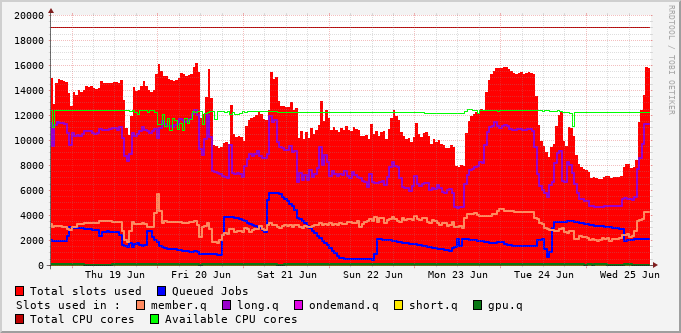 20000
18000
16000
14000
12000
10000
8000
6000
4000
2000
0
Thu 19 Jun Fri 20 Jun Sat 21 Jun Sun 22 Jun Mon 23 Jun Tue 24 Jun Wed 25 Jun
Total slots used Queued Jobs
Slots used in : member.q long.q ondemand.q short.q gpu.q
Total CPU cores Available CPU cores
RRDTOOL / TOBI OETIKER